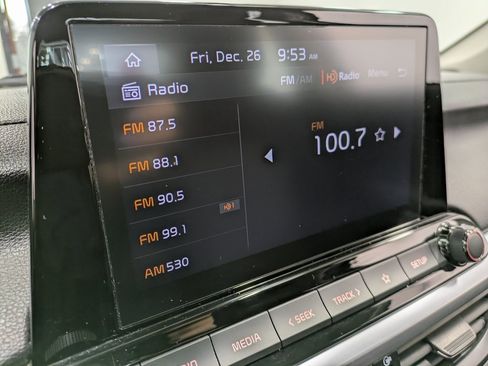 Fri, Dec. 26 9:53 AM
FM/AM HD Radio Menu
Radio
FM 87.5
FM 88.1
FM 90.5
FM 99.1
AM 530
FM
100.7
MEDIA
< SEEK
TRACK >
SETUP